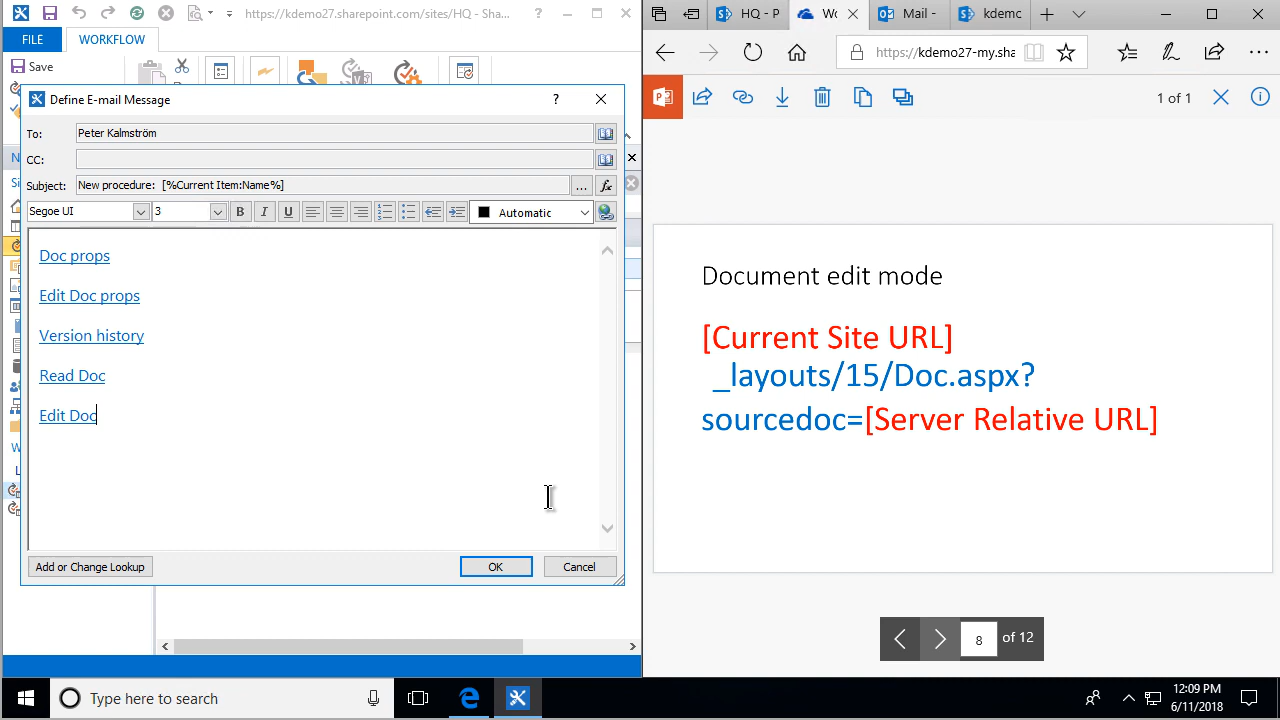 https://kdemo27.sharepoint.com/sites/HQ - Sha...
FILE
WORKFLOW
Save
Define E-mail Message
?
To:
Peter Kalmström
CC:
Subject:
New procedure: [%Current Item:Name%]
...
fx
Segoe UI
3
B
I
U
Automatic
Doc props
Edit Doc props
Version history
Read Doc
Edit Doc
Add or Change Lookup
OK
Cancel
HQ - P
Wo
Mail -
kdemc
https://kdemo27-my.sha
1 of 1
Document edit mode
[Current Site URL]
_layouts/15/Doc.aspx?
sourcedoc=[Server Relative URL]
8
of 12
Type here to search
12:09 PM
6/11/2018